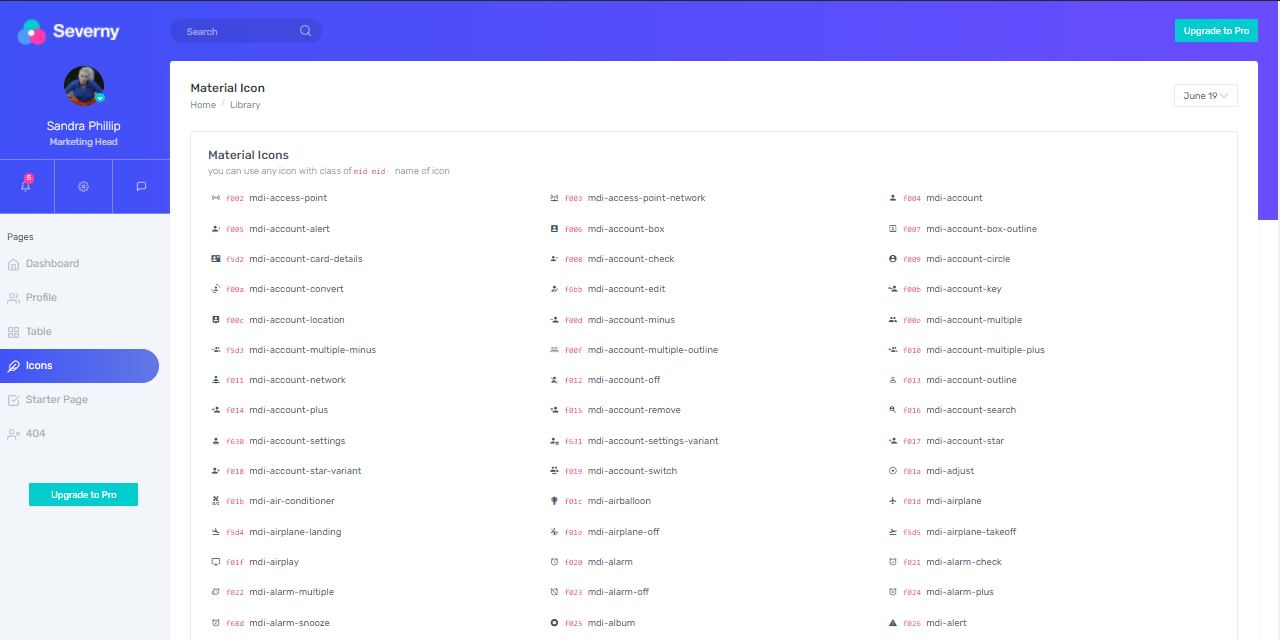 Severny
Search
Upgrade to Pro
Sandra Phillip
Marketing Head
5
Pages
Dashboard
Profile
Table
Icons
Starter Page
404
Upgrade to Pro
Material Icon
Home / Library
June 19
Material Icons
you can use any icon with class of mid mid- name of icon
f002 mdi-access-point
f003 mdi-access-point-network
f004 mdi-account
f005 mdi-account-alert
f006 mdi-account-box
f007 mdi-account-box-outline
f5d2 mdi-account-card-details
f008 mdi-account-check
f009 mdi-account-circle
f00a mdi-account-convert
f6bb mdi-account-edit
f00b mdi-account-key
f00c mdi-account-location
f00d mdi-account-minus
f00e mdi-account-multiple
f5d3 mdi-account-multiple-minus
f00f mdi-account-multiple-outline
f010 mdi-account-multiple-plus
f011 mdi-account-network
f012 mdi-account-off
f013 mdi-account-outline
f014 mdi-account-plus
f015 mdi-account-remove
f016 mdi-account-search
f630 mdi-account-settings
f631 mdi-account-settings-variant
f017 mdi-account-star
f018 mdi-account-star-variant
f019 mdi-account-switch
f01a mdi-adjust
f01b mdi-air-conditioner
f01c mdi-airballoon
f01d mdi-airplane
f5d4 mdi-airplane-landing
f01e mdi-airplane-off
f5d5 mdi-airplane-takeoff
f01f mdi-airplay
f020 mdi-alarm
f021 mdi-alarm-check
f022 mdi-alarm-multiple
f023 mdi-alarm-off
f024 mdi-alarm-plus
f68d mdi-alarm-snooze
f025 mdi-album
f026 mdi-alert